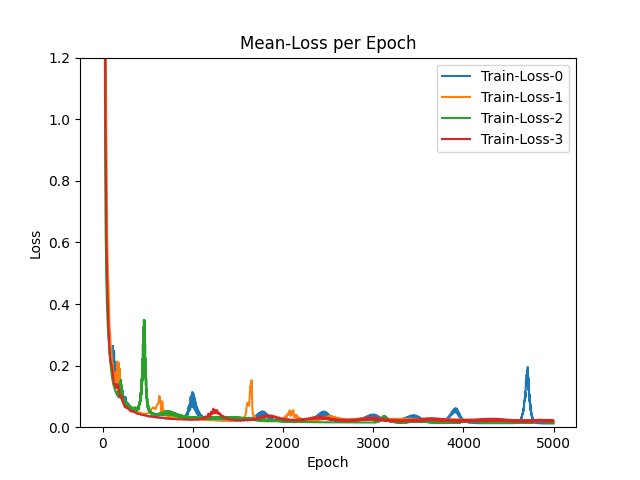 Mean-Loss per Epoch
1.2
1.0
0.8
0.6
0.4
0.2
0.0
Loss
Train-Loss-0
Train-Loss-1
Train-Loss-2
Train-Loss-3
0 1000 2000 3000 4000 5000
Epoch